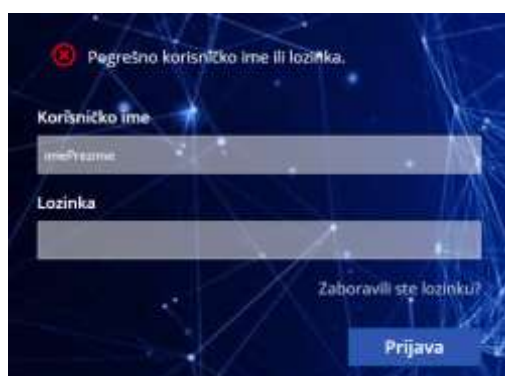 Pogrešno korisničko ime ili lozinka.
Korisničko ime
imePrezime
Lozinka
Zaboravili ste lozinku?
Prijava